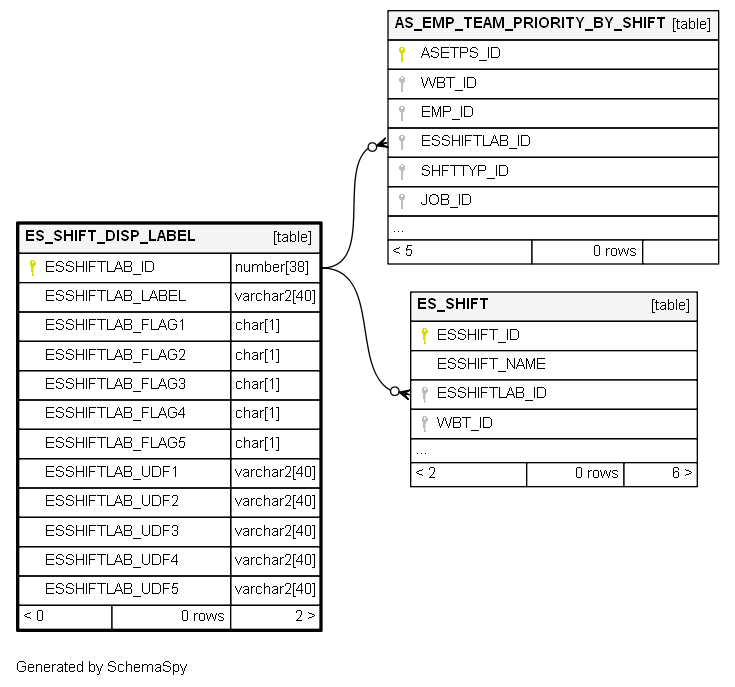 AS_EMP_TEAM_PRIORITY_BY_SHIFT [table]
ASETPS_ID
WBT_ID
EMP_ID
ESSHIFTLAB_ID
SHFTTYP_ID
JOB_ID
...
< 5 0 rows
ES_SHIFT_DISP_LABEL [table]
ESSHIFTLAB_ID number[38]
ESSHIFTLAB_LABEL varchar2[40]
ESSHIFTLAB_FLAG1 char[1]
ESSHIFTLAB_FLAG2 char[1]
ESSHIFTLAB_FLAG3 char[1]
ESSHIFTLAB_FLAG4 char[1]
ESSHIFTLAB_FLAG5 char[1]
ESSHIFTLAB_UDF1 varchar2[40]
ESSHIFTLAB_UDF2 varchar2[40]
ESSHIFTLAB_UDF3 varchar2[40]
ESSHIFTLAB_UDF4 varchar2[40]
ESSHIFTLAB_UDF5 varchar2[40]
< 0 0 rows 2 >
ES_SHIFT [table]
ESSHIFT_ID
ESSHIFT_NAME
ESSHIFTLAB_ID
WBT_ID
...
< 2 0 rows 6 >
Generated by SchemaSpy